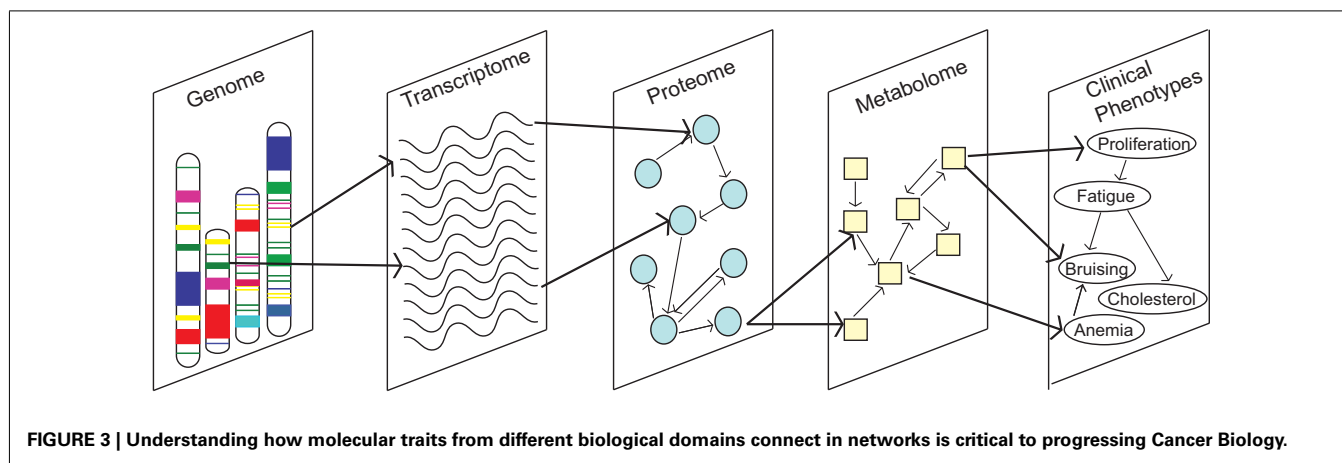 Genome
Transcriptome
Proteome
Metabolome
Clinical
Phenotypes
Proliferation
Fatigue
Bruising
Cholesterol
Anemia
FIGURE 3 | Understanding how molecular traits from different biological domains connect in networks is critical to progressing Cancer Biology.